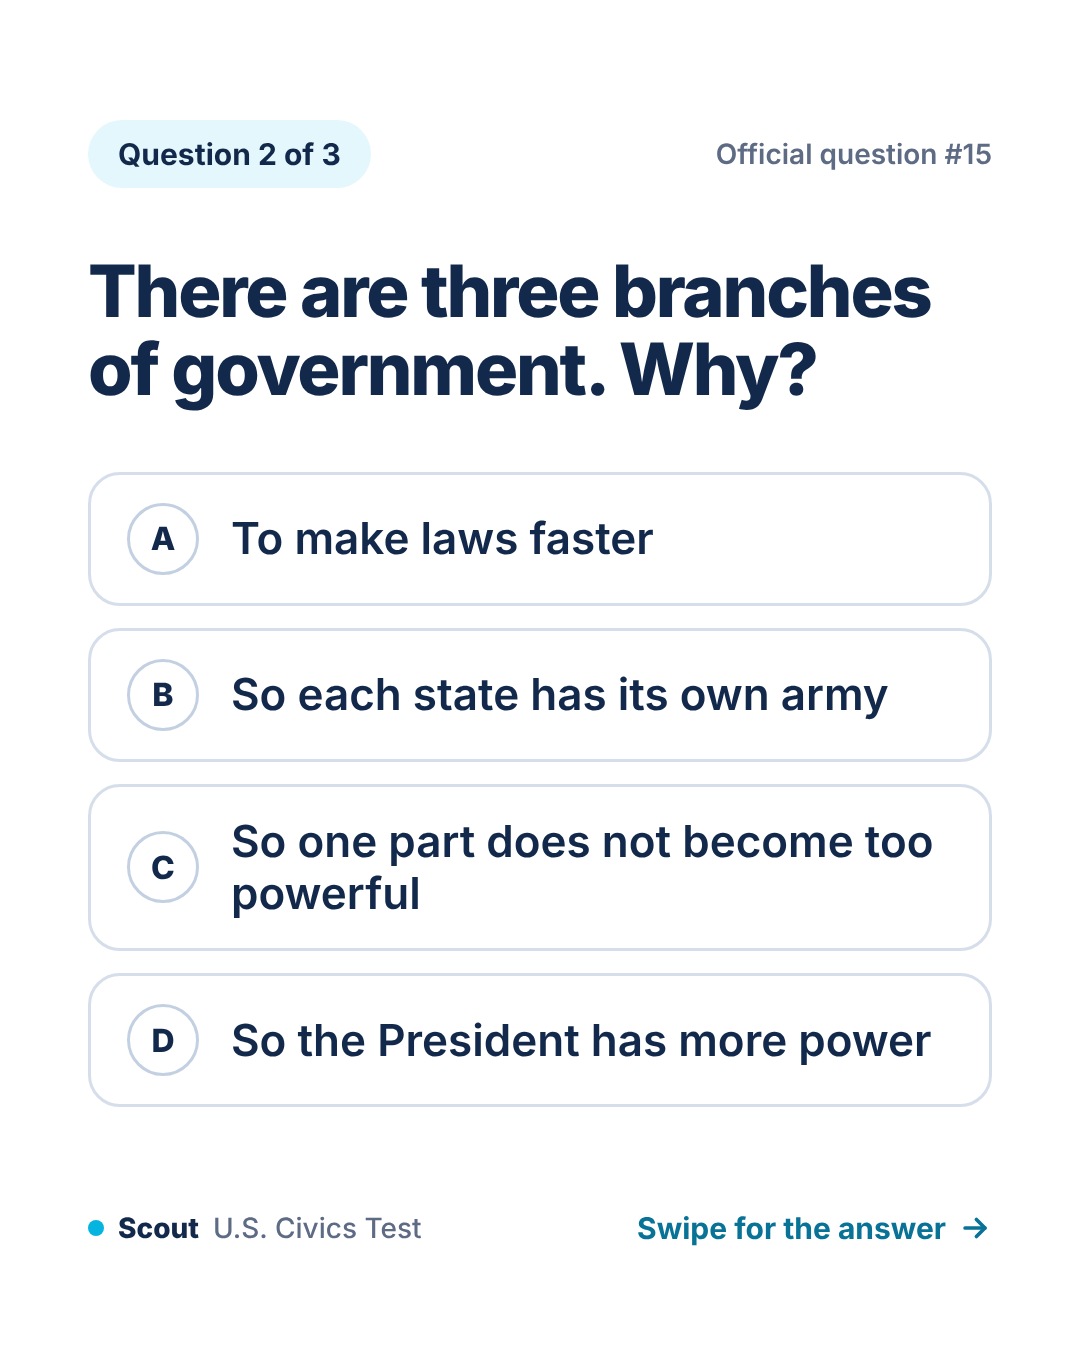 Question 2 of 3
Official question #15
There are three branches
of government. Why?
A To make laws faster
B So each state has its own army
C So one part does not become too
powerful
D So the President has more power
Scout U.S. Civics Test
Swipe for the answer →